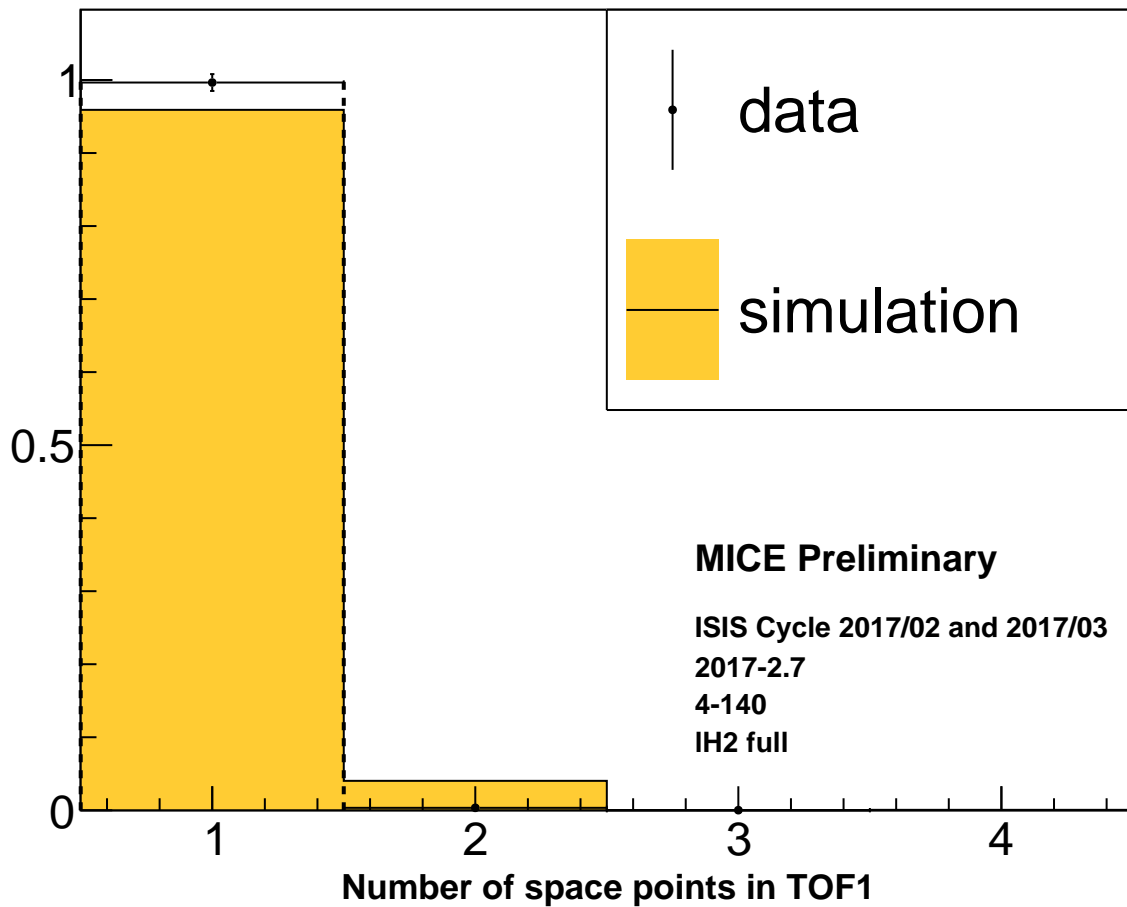 1
0.5
0
data
simulation
MICE Preliminary
ISIS Cycle 2017/02 and 2017/03
2017-2.7
4-140
lH2 full
1 2 3 4
Number of space points in TOF1